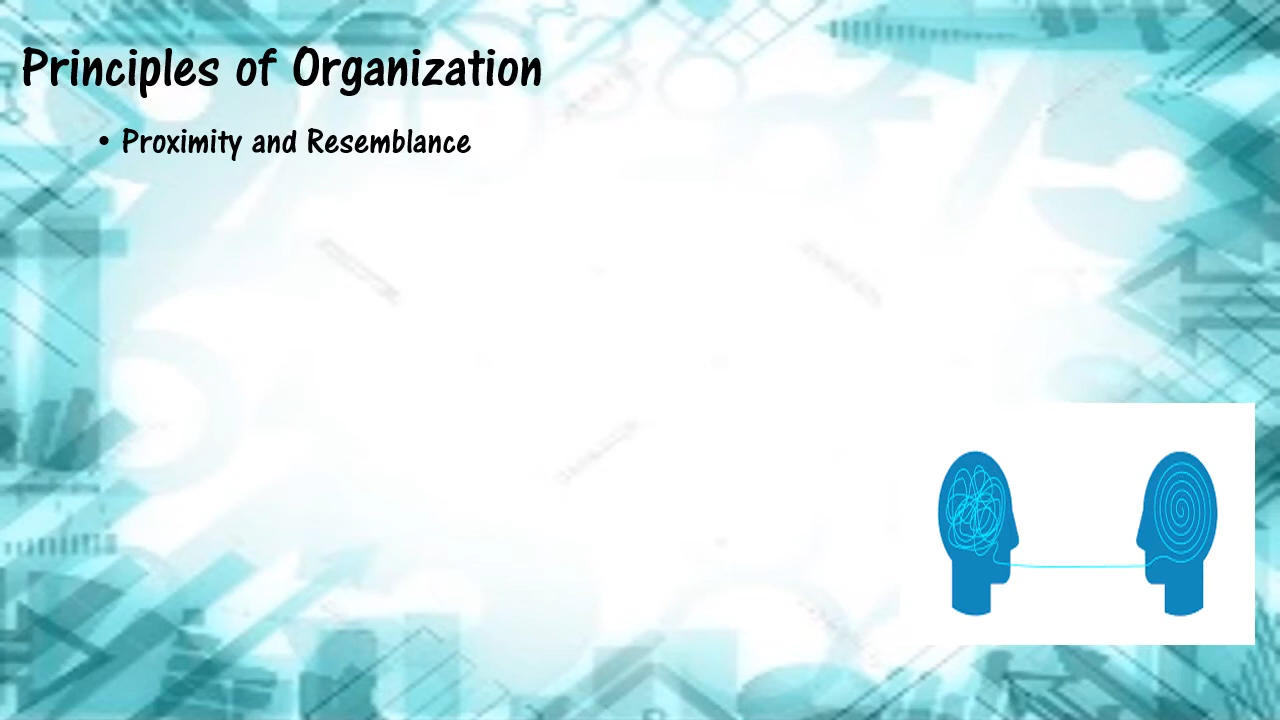 Principles of Organization
• Proximity and Resemblance